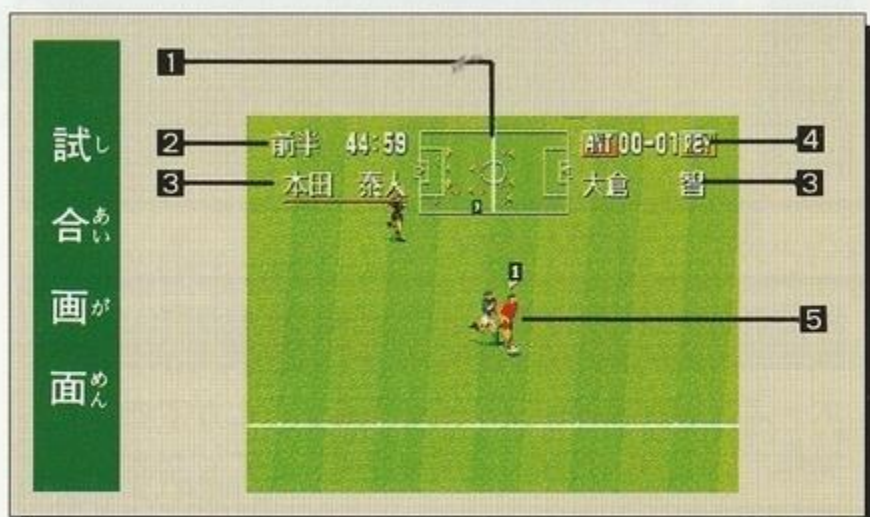 試合画面
し
あい
が
めん
1
2
3
4
3
5
前半 44:59
ANT 00-01 REY
本田 泰人
大倉 智
1